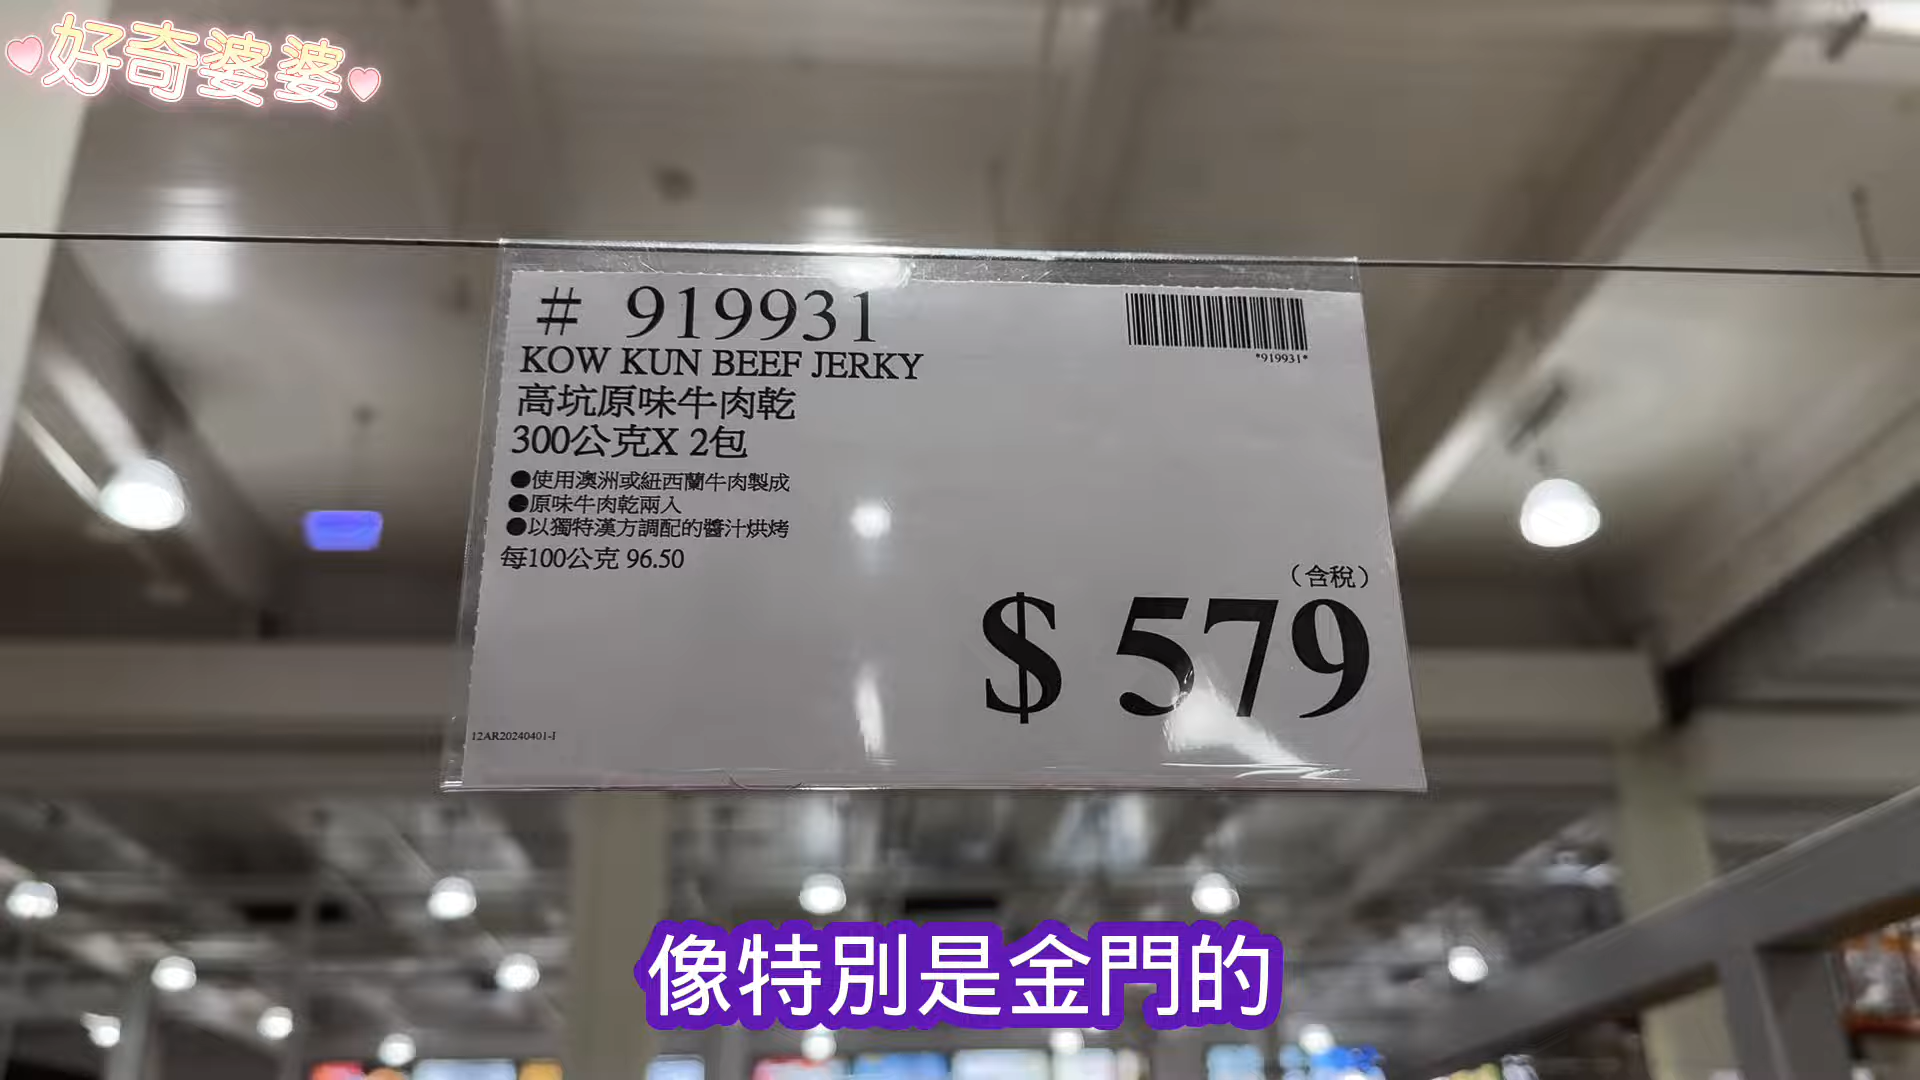 好奇婆婆
# 919931
*919931*
KOW KUN BEEF JERKY
高坑原味牛肉乾
300公克X 2包
●使用澳洲或紐西蘭牛肉製成
●原味牛肉乾兩入
●以獨特漢方調配的醬汁烘烤
每100公克 96.50
（含稅）
$ 579
12AR20240401-I
像特別是金門的